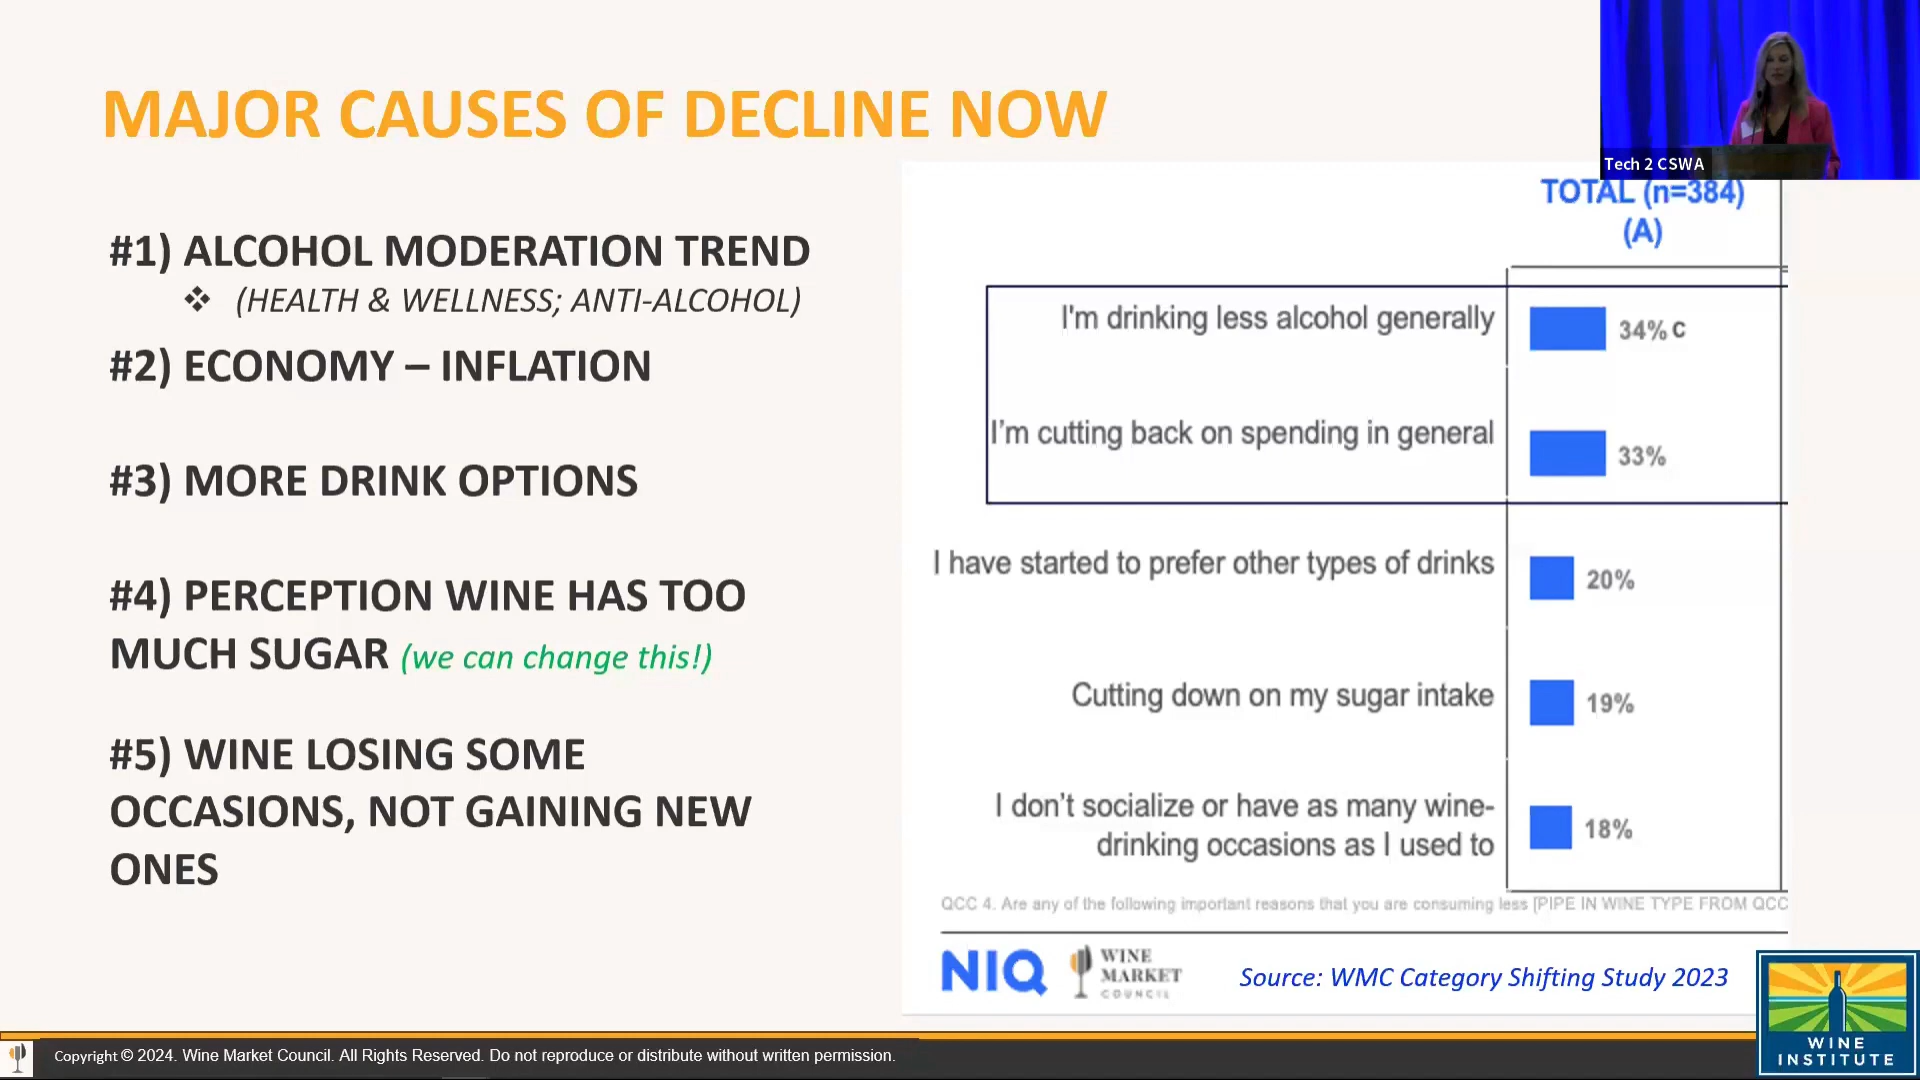 MAJOR CAUSES OF DECLINE NOW
#1) ALCOHOL MODERATION TREND
❖ (HEALTH & WELLNESS; ANTI-ALCOHOL)
#2) ECONOMY – INFLATION
#3) MORE DRINK OPTIONS
#4) PERCEPTION WINE HAS TOO
MUCH SUGAR (we can change this!)
#5) WINE LOSING SOME
OCCASIONS, NOT GAINING NEW
ONES
Tech 2 CSWA
TOTAL (n=384)
(A)
I'm drinking less alcohol generally 34% C
I'm cutting back on spending in general 33%
I have started to prefer other types of drinks 20%
Cutting down on my sugar intake 19%
I don't socialize or have as many wine-
drinking occasions as I used to 18%
QCC 4. Are any of the following important reasons that you are consuming less [PIPE IN WINE TYPE FROM QCC
NIQ
WINE
MARKET
COUNCIL
Source: WMC Category Shifting Study 2023
WINE
INSTITUTE
Copyright © 2024. Wine Market Council. All Rights Reserved. Do not reproduce or distribute without written permission.